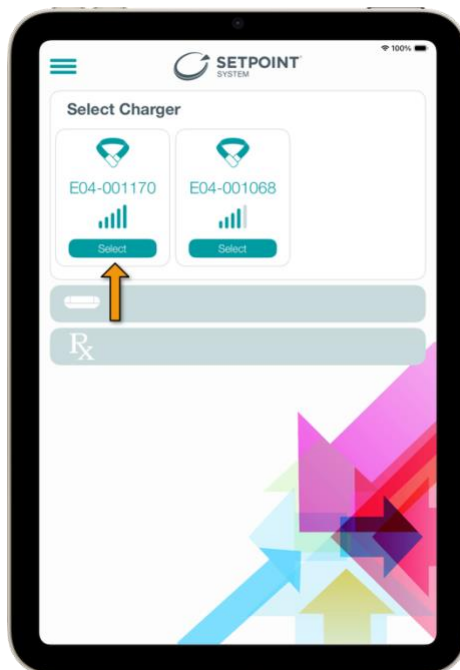 100%
SETPOINT
SYSTEM
Select Charger
E04-001170 E04-001068
Select Select
Rx